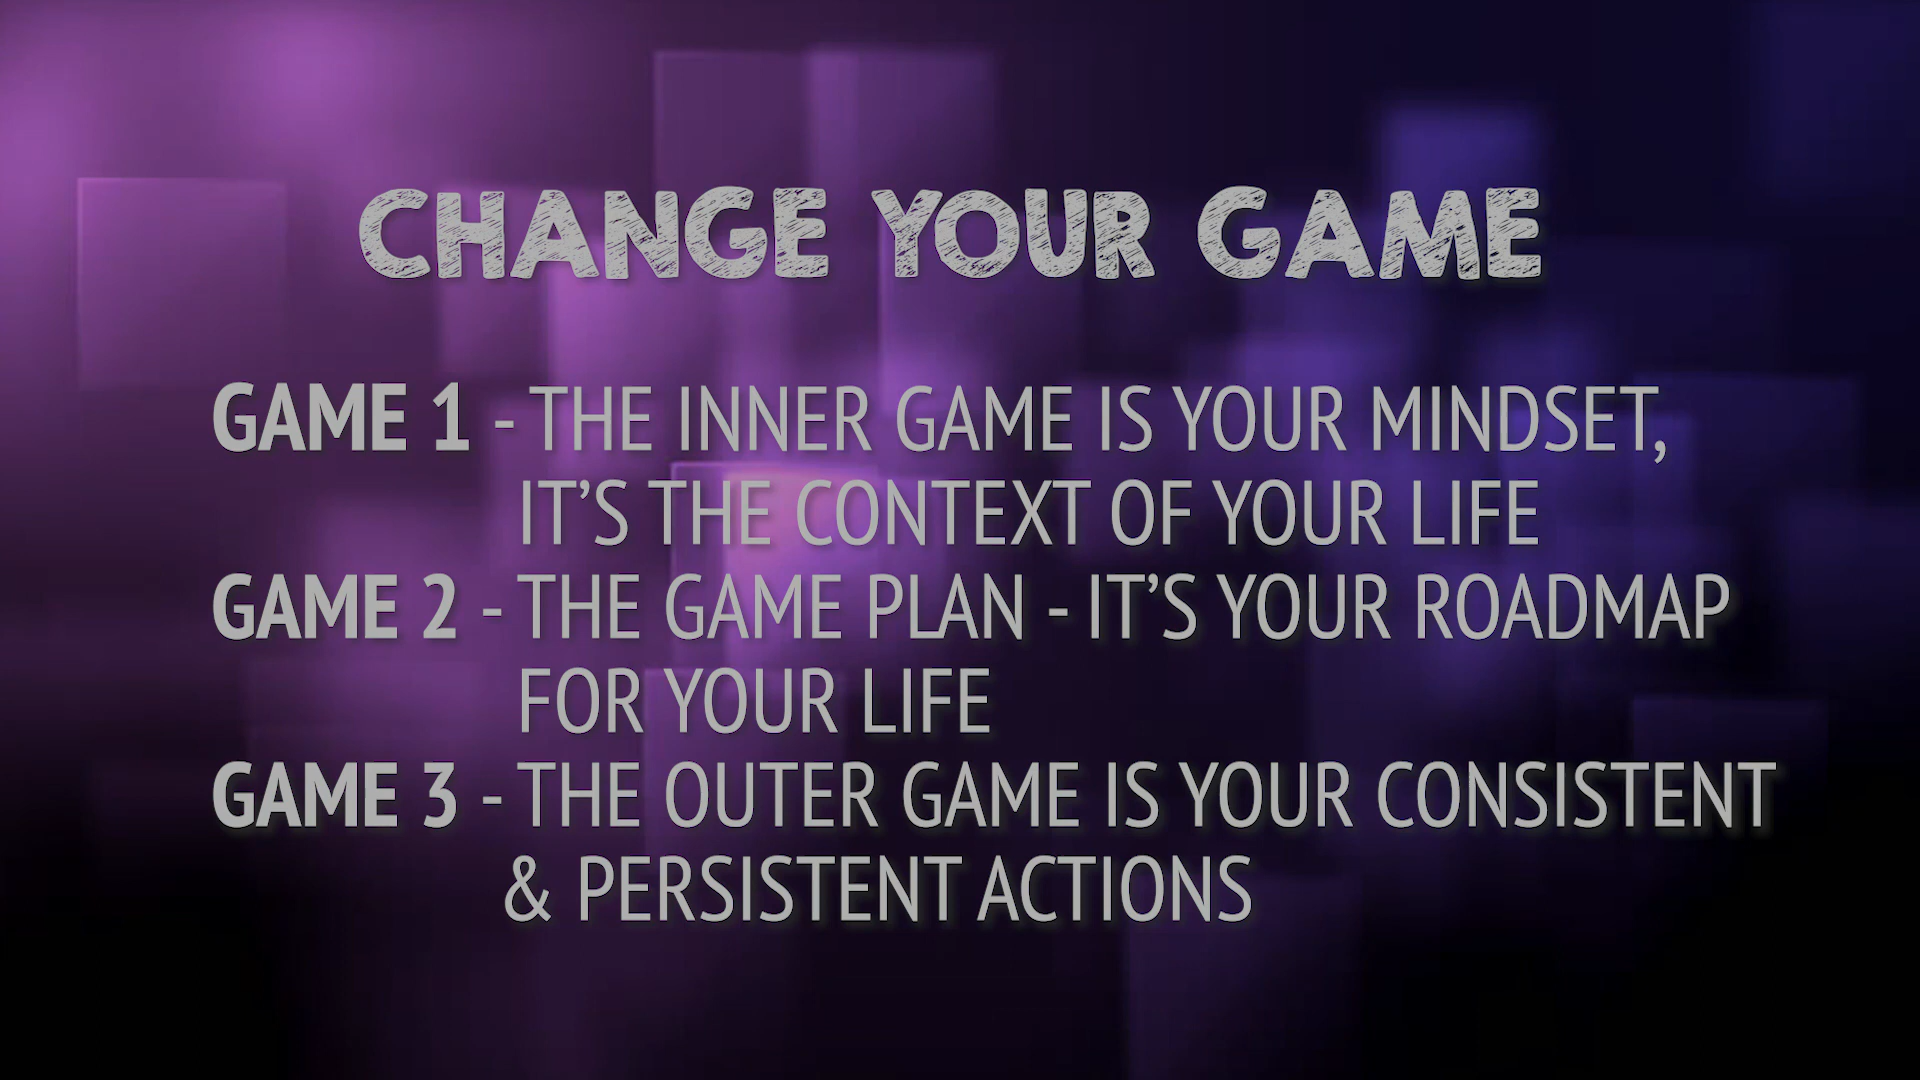 CHANGE YOUR GAME
GAME 1 - THE INNER GAME IS YOUR MINDSET,
IT’S THE CONTEXT OF YOUR LIFE
GAME 2 - THE GAME PLAN - IT’S YOUR ROADMAP
FOR YOUR LIFE
GAME 3 - THE OUTER GAME IS YOUR CONSISTENT
& PERSISTENT ACTIONS